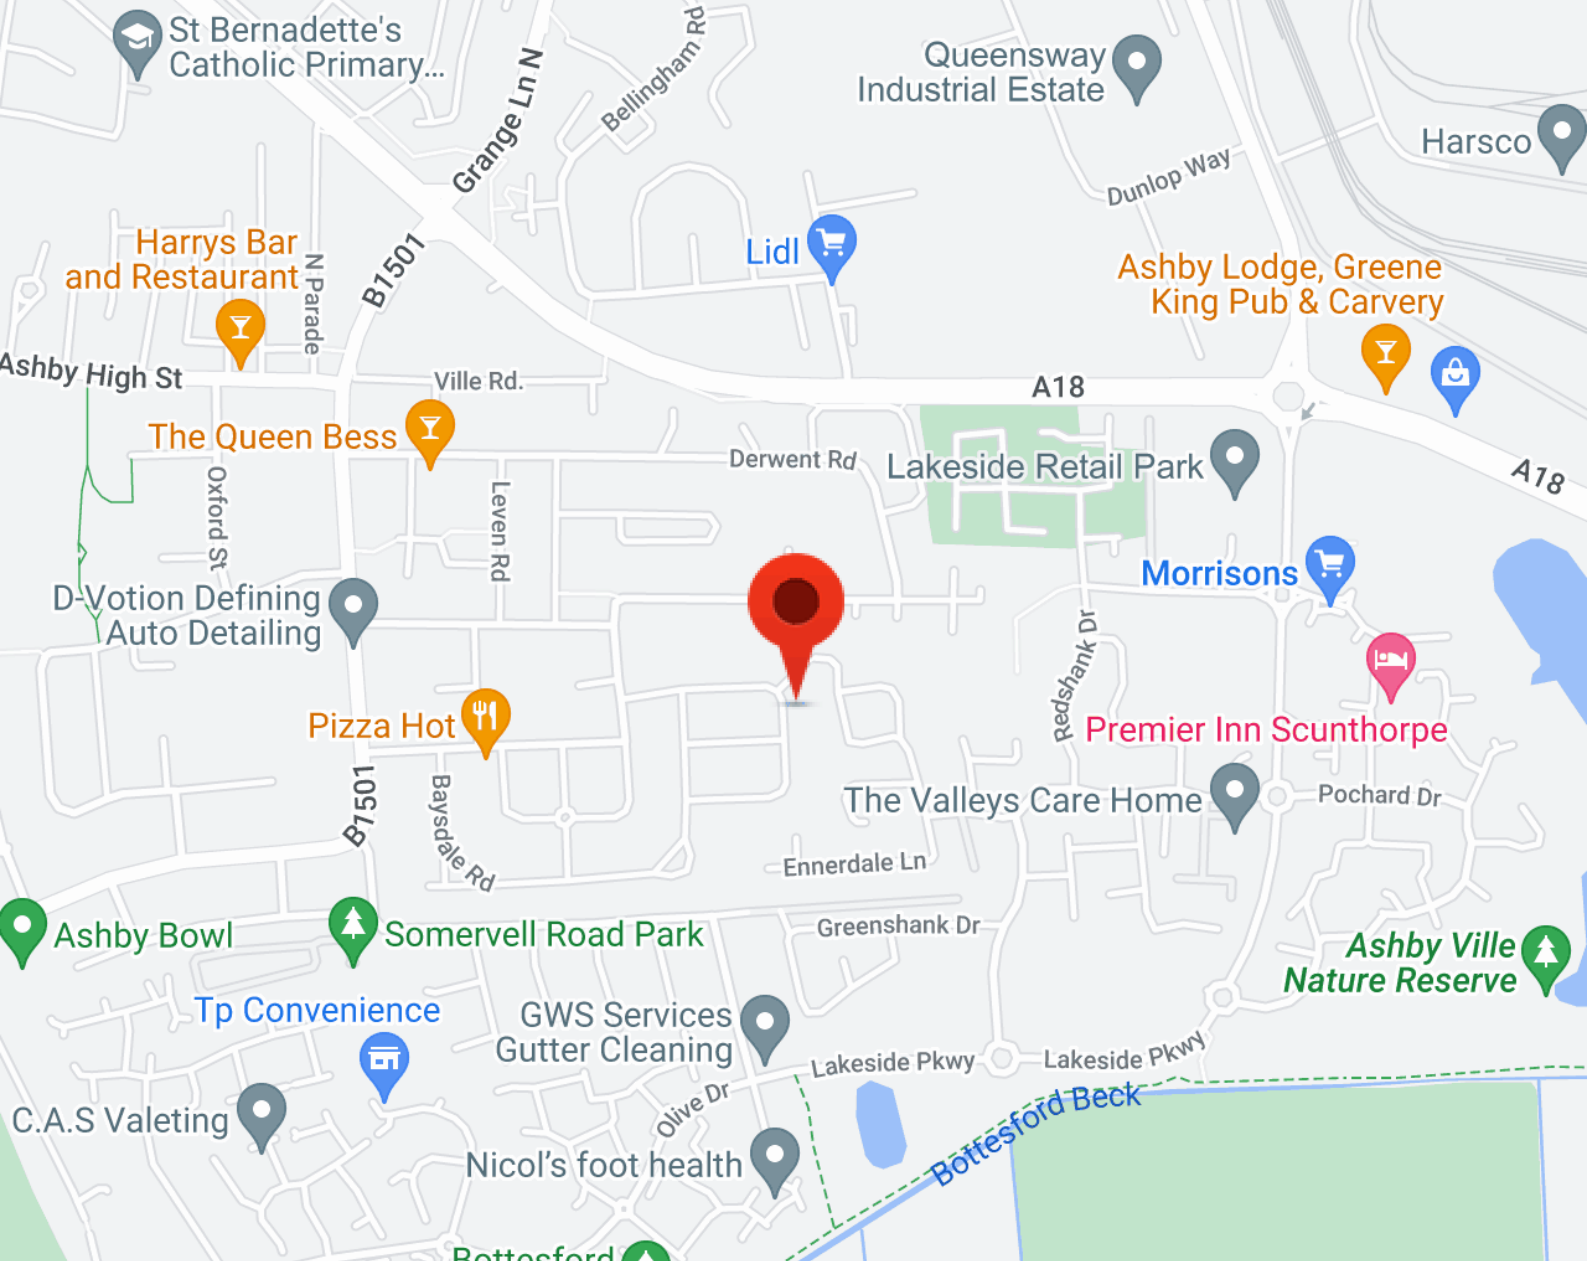 St Bernadette's
Catholic Primary...
Grange Ln N
Bellingham Rd
Queensway
Industrial Estate
Harsco
Dunlop Way
Harrys Bar
and Restaurant
N Parade
B1501
Lidl
Ashby Lodge, Greene
King Pub & Carvery
Ashby High St
Ville Rd.
A18
The Queen Bess
Derwent Rd
Lakeside Retail Park
A18
Oxford St
Leven Rd
Morrisons
D-Votion Defining
Auto Detailing
Redshank Dr
Pizza Hot
Premier Inn Scunthorpe
B1501
Baysdale Rd
The Valleys Care Home
Pochard Dr
Ennerdale Ln
Ashby Bowl
Somervell Road Park
Greenshank Dr
Ashby Ville
Nature Reserve
Tp Convenience
GWS Services
Gutter Cleaning
Lakeside Pkwy
Lakeside Pkwy
Olive Dr
Bottesford Beck
C.A.S Valeting
Nicol's foot health
Bottesford